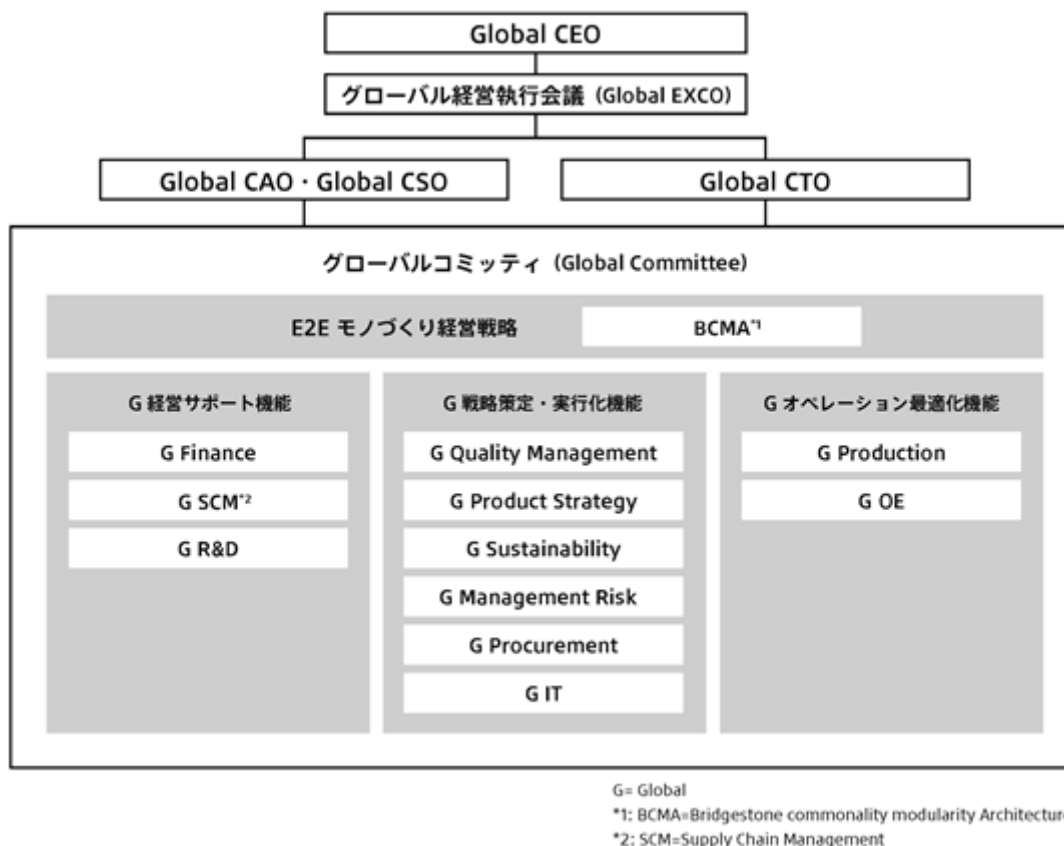 Global CEO
グローバル経営執行会議 (Global EXCO)
Global CAO・Global CSO
Global CTO
グローバルコミッティ (Global Committee)
E2E モノづくり経営戦略
BCMA*1
G 経営サポート機能
G Finance
G SCM*2
G R&D
G 戦略策定・実行化機能
G Quality Management
G Product Strategy
G Sustainability
G Management Risk
G Procurement
G IT
G オペレーション最適化機能
G Production
G OE
G= Global
*1: BCMA=Bridgestone commonality modularity Architecture
*2: SCM=Supply Chain Management